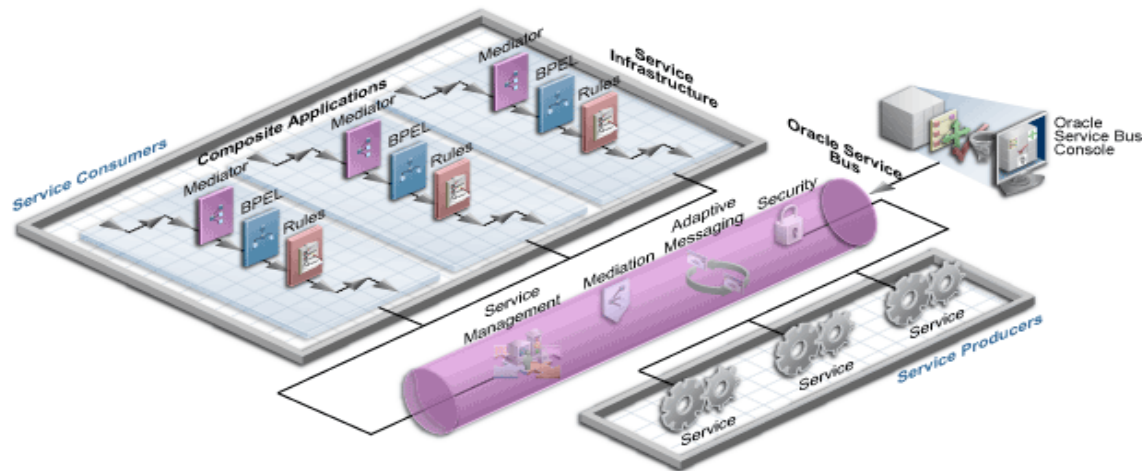 Service Consumers
Composite Applications
Service
Infrastructure
Mediator
BPEL
Rules
Mediator
BPEL
Rules
Mediator
BPEL
Rules
Oracle Service
Bus
Oracle
Service Bus
Console
Security
Adaptive
Messaging
Mediation
Service
Management
Service
Service
Service
Service Producers